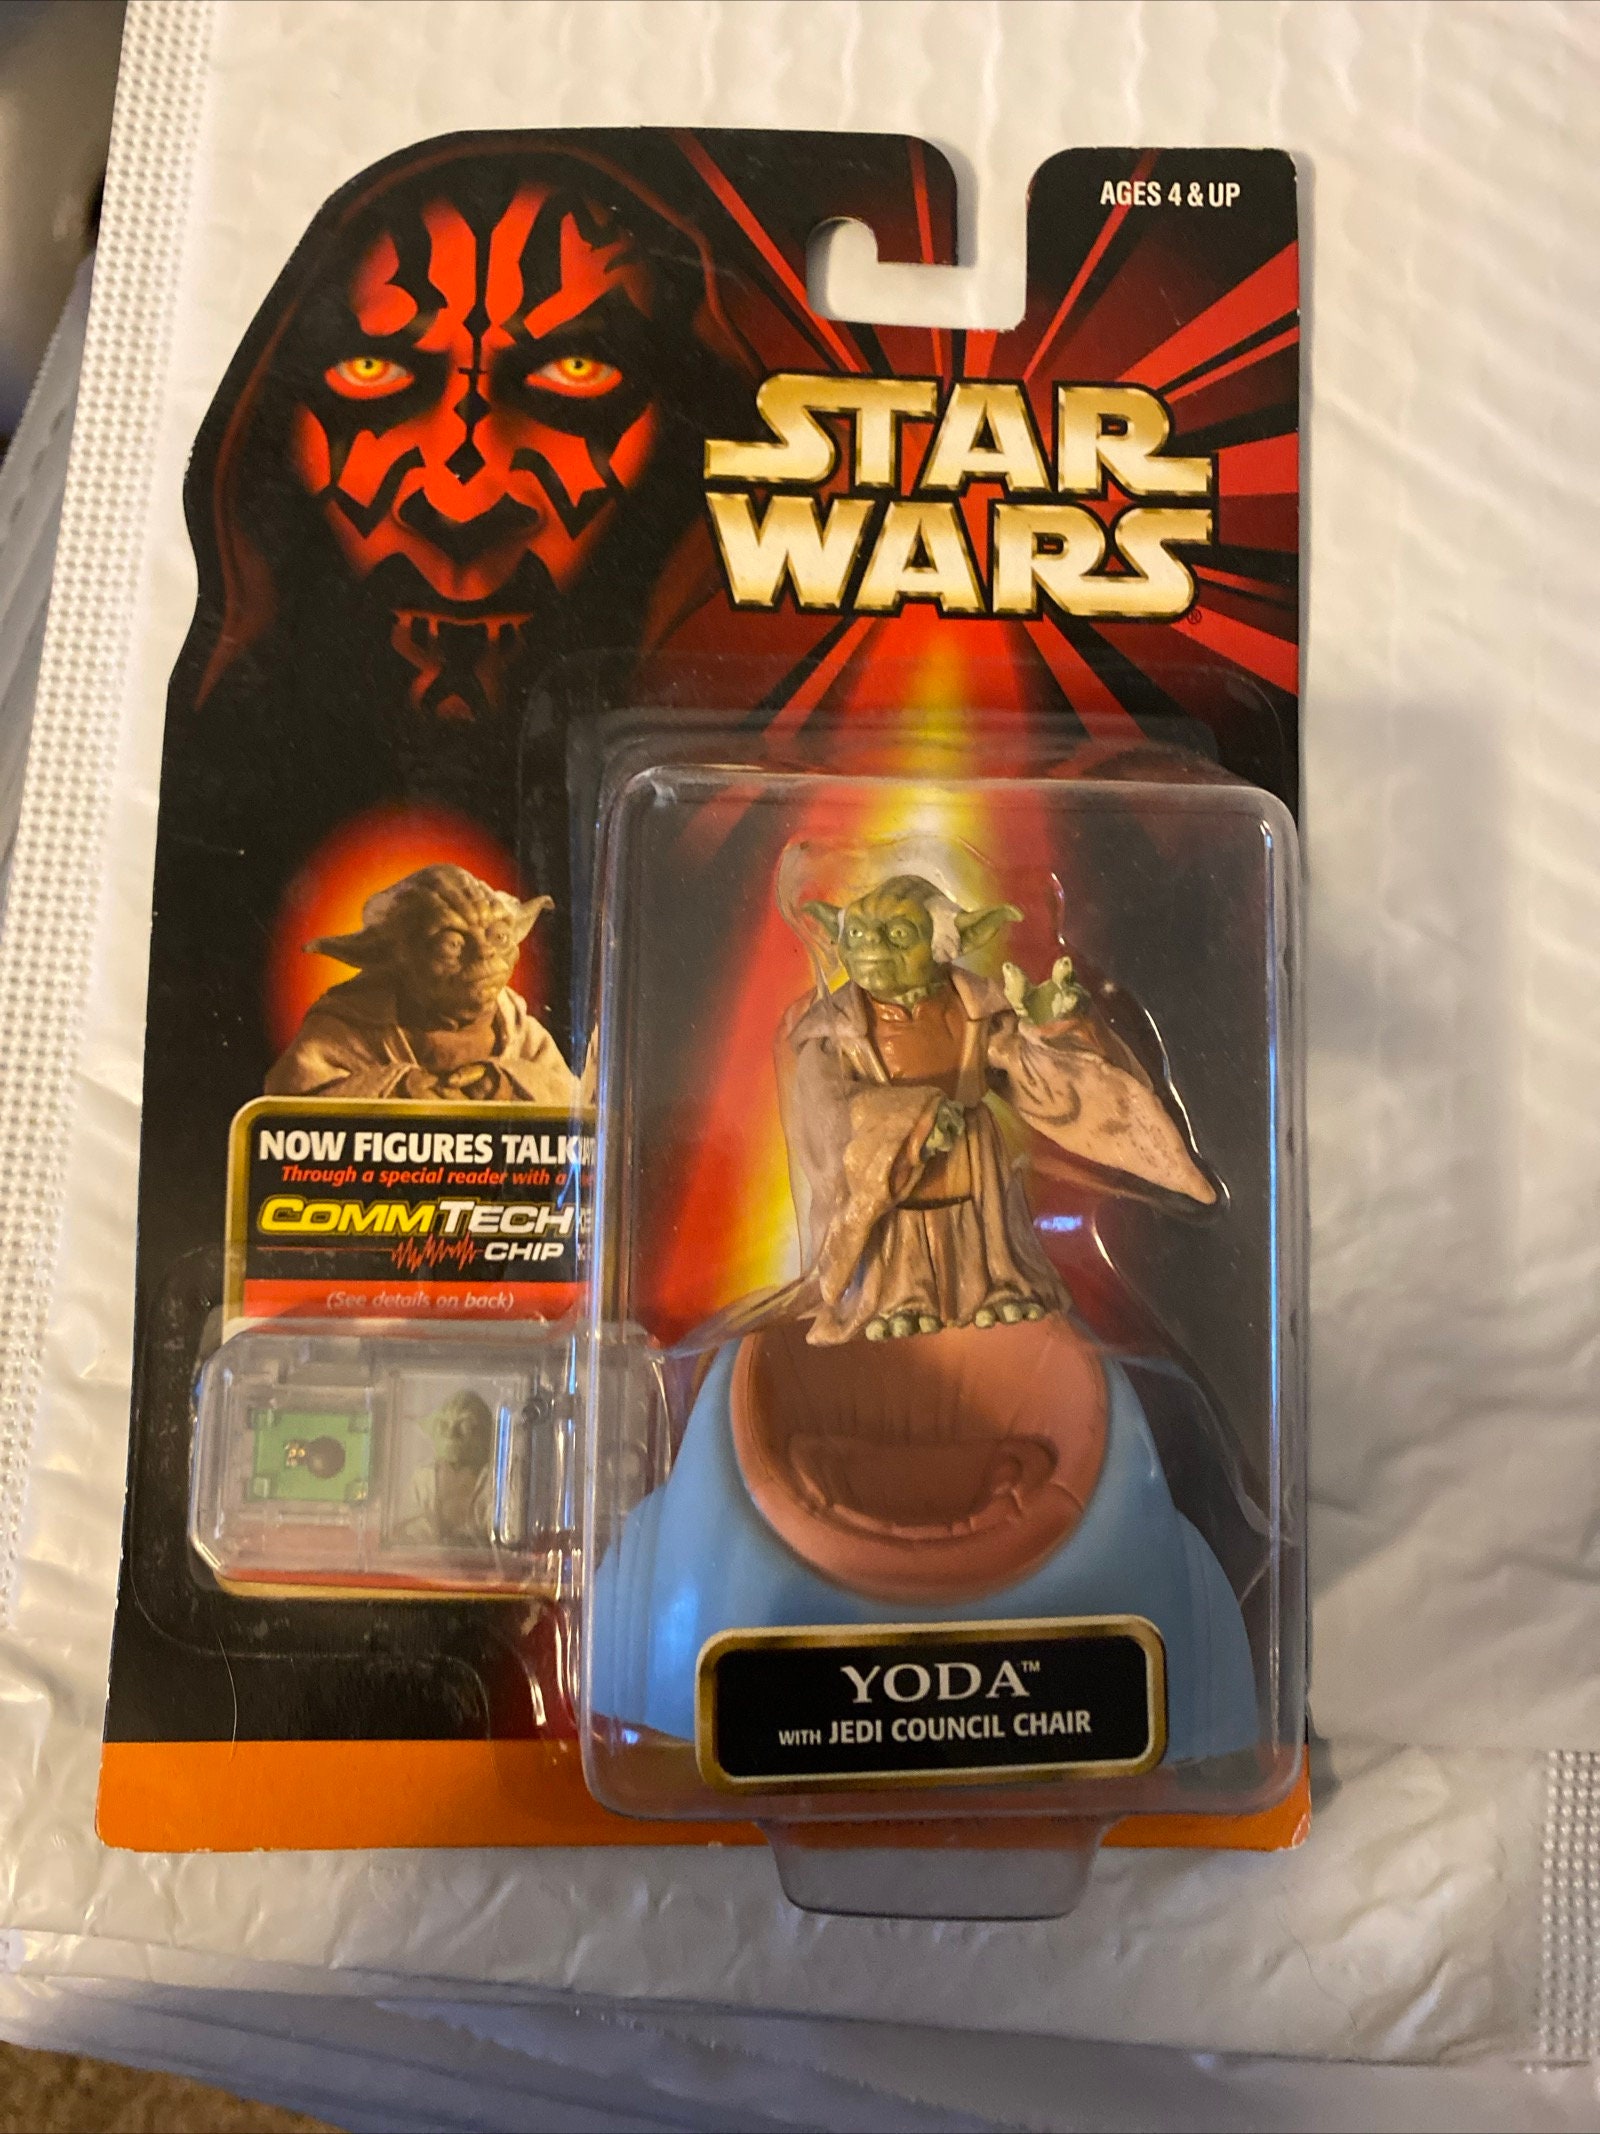 AGES 4 & UP
STAR
WARS®
NOW FIGURES TALK
Through a special reader with a
COMMTECH
CHIP
(See details on back)
YODA™
WITH JEDI COUNCIL CHAIR